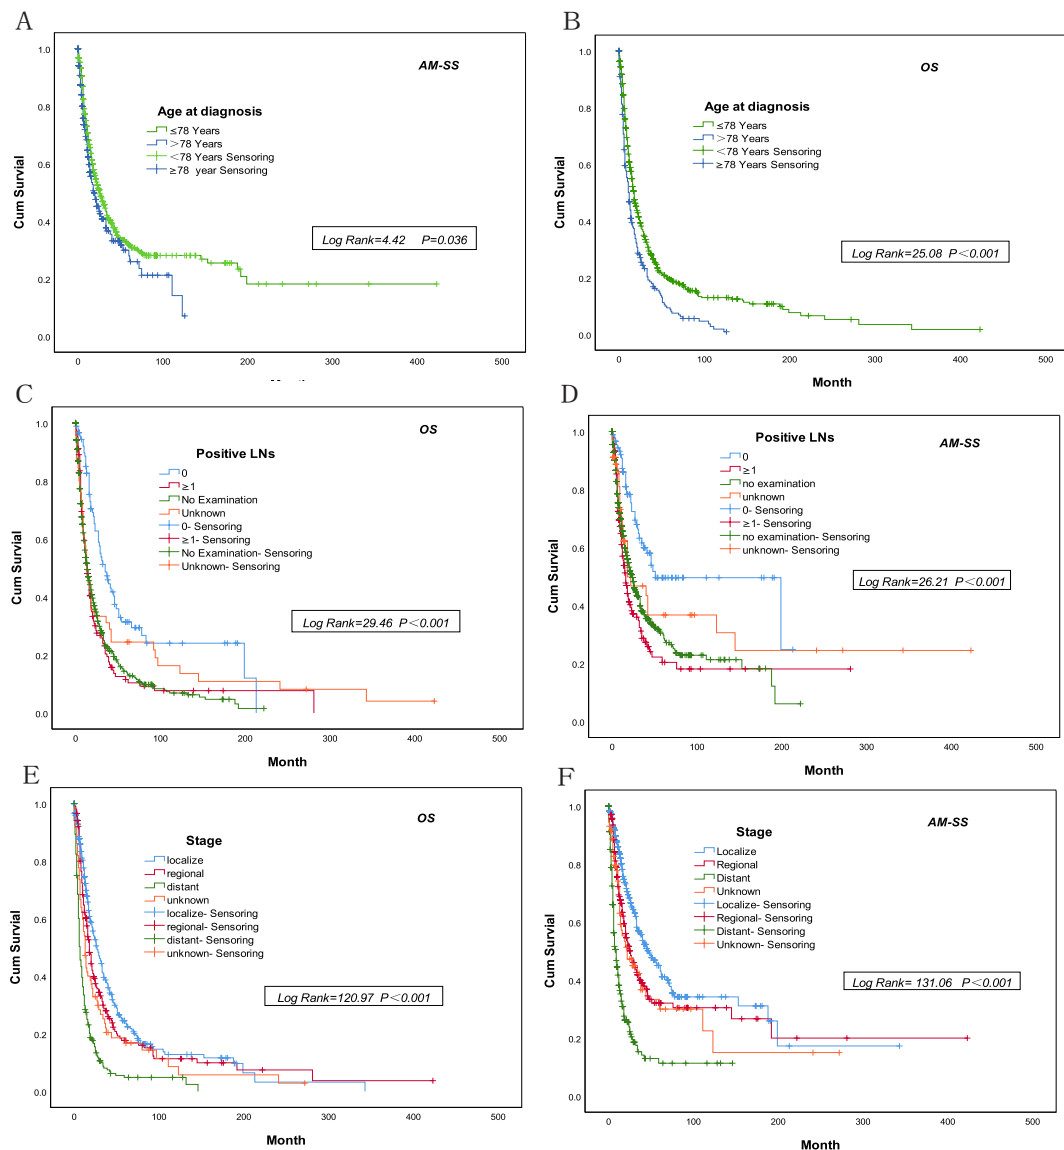 A
AM-SS
Age at diagnosis
≤78 Years
>78 Years
<78 Years Sensoring
≥78 year Sensoring
Log Rank=4.42 P=0.036
Cum Survial
1.0
0.8
0.6
0.4
0.2
0.0
0 100 200 300 400 500
B
OS
Age at diagnosis
≤78 Years
>78 Years
<78 Years Sensoring
≥78 Years Sensoring
Log Rank=25.08 P<0.001
Cum Survial
1.0
0.8
0.6
0.4
0.2
0.0
0 100 200 300 400 500
Month
C
OS
Positive LNs
0
≥1
No Examination
Unknown
0- Sensoring
≥1- Sensoring
No Examination- Sensoring
Unknown- Sensoring
Log Rank=29.46 P<0.001
Cum Survial
1.0
0.8
0.6
0.4
0.2
0.0
0 100 200 300 400 500
Month
D
AM-SS
Positive LNs
0
≥1
no examination
unknown
0- Sensoring
≥1- Sensoring
no examination- Sensoring
unknown- Sensoring
Log Rank=26.21 P<0.001
Cum Survial
1.0
0.8
0.6
0.4
0.2
0.0
0 100 200 300 400 500
Month
E
OS
Stage
localize
regional
distant
unknown
localize- Sensoring
regional- Sensoring
distant- Sensoring
unknown- Sensoring
Log Rank=120.97 P<0.001
Cum Survial
1.0
0.8
0.6
0.4
0.2
0.0
0 100 200 300 400 500
Month
F
AM-SS
Stage
Localize
Regional
Distant
Unknown
Localize- Sensoring
Regional- Sensoring
Distant- Sensoring
Unknown- Sensoring
Log Rank= 131.06 P<0.001
Cum Survial
1.0
0.8
0.6
0.4
0.2
0.0
0 100 200 300 400 500
Month